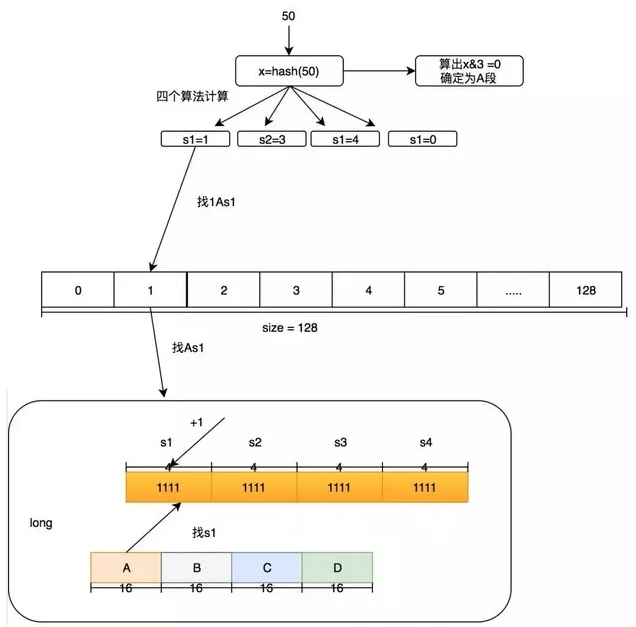 50
x=hash(50)
算出x&3 =0
确定为A段
四个算法计算
s1=1
s2=3
s1=4
s1=0
找1As1
0
1
2
3
4
5
.....
128
size = 128
找As1
+1
s1
s2
s3
s4
4
4
4
4
1111
1111
1111
1111
long
找s1
A
B
C
D
16
16
16
16